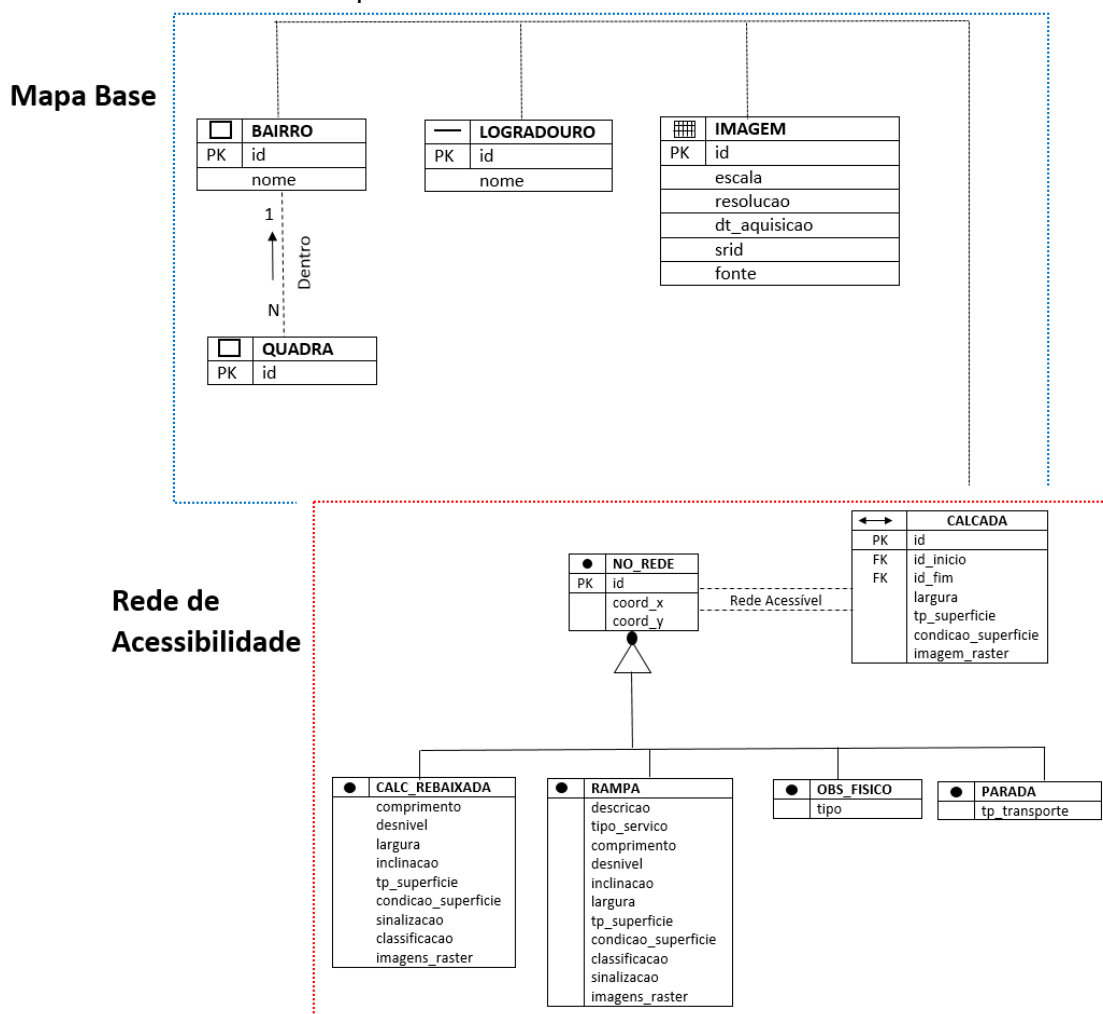 Mapa Base
BAIRRO
PK id
nome
LOGRADOURO
PK id
nome
IMAGEM
PK id
escala
resolucao
dt_aquisicao
srid
fonte
1
Dentro
N
QUADRA
PK id
Rede de
Acessibilidade
NO_REDE
PK id
coord_x
coord_y
Rede Acessível
CALCADA
PK id
FK id_inicio
FK id_fim
largura
tp_superficie
condicao_superficie
imagem_raster
CALC_REBAIXADA
comprimento
desnivel
largura
inclinacao
tp_superficie
condicao_superficie
sinalizacao
classificacao
imagens_raster
RAMPA
descricao
tipo_servico
comprimento
desnivel
inclinacao
largura
tp_superficie
condicao_superficie
classificacao
sinalizacao
imagens_raster
OBS_FISICO
tipo
PARADA
tp_transporte